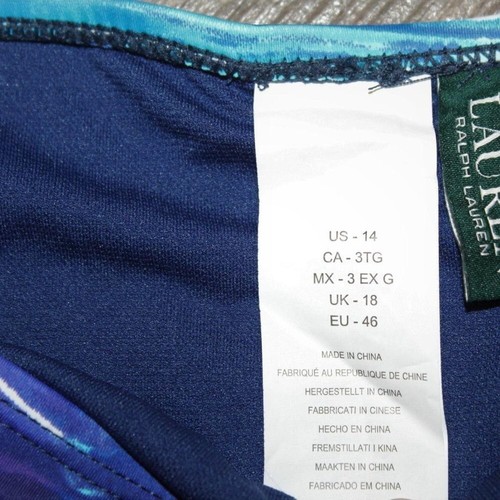 US - 14
CA - 3TG
MX - 3 EX G
UK - 18
EU - 46
MADE IN CHINA
FABRIQUÉ AU REPUBLIQUE DE CHINE
HERGESTELLT IN CHINA
FABBRICATI IN CINESE
HECHO EN CHINA
FREMSTILLATI I KINA
MAAKTEN IN CHINA
FABRICADO EM CHINA
LAUREN
RALPH LAUREN